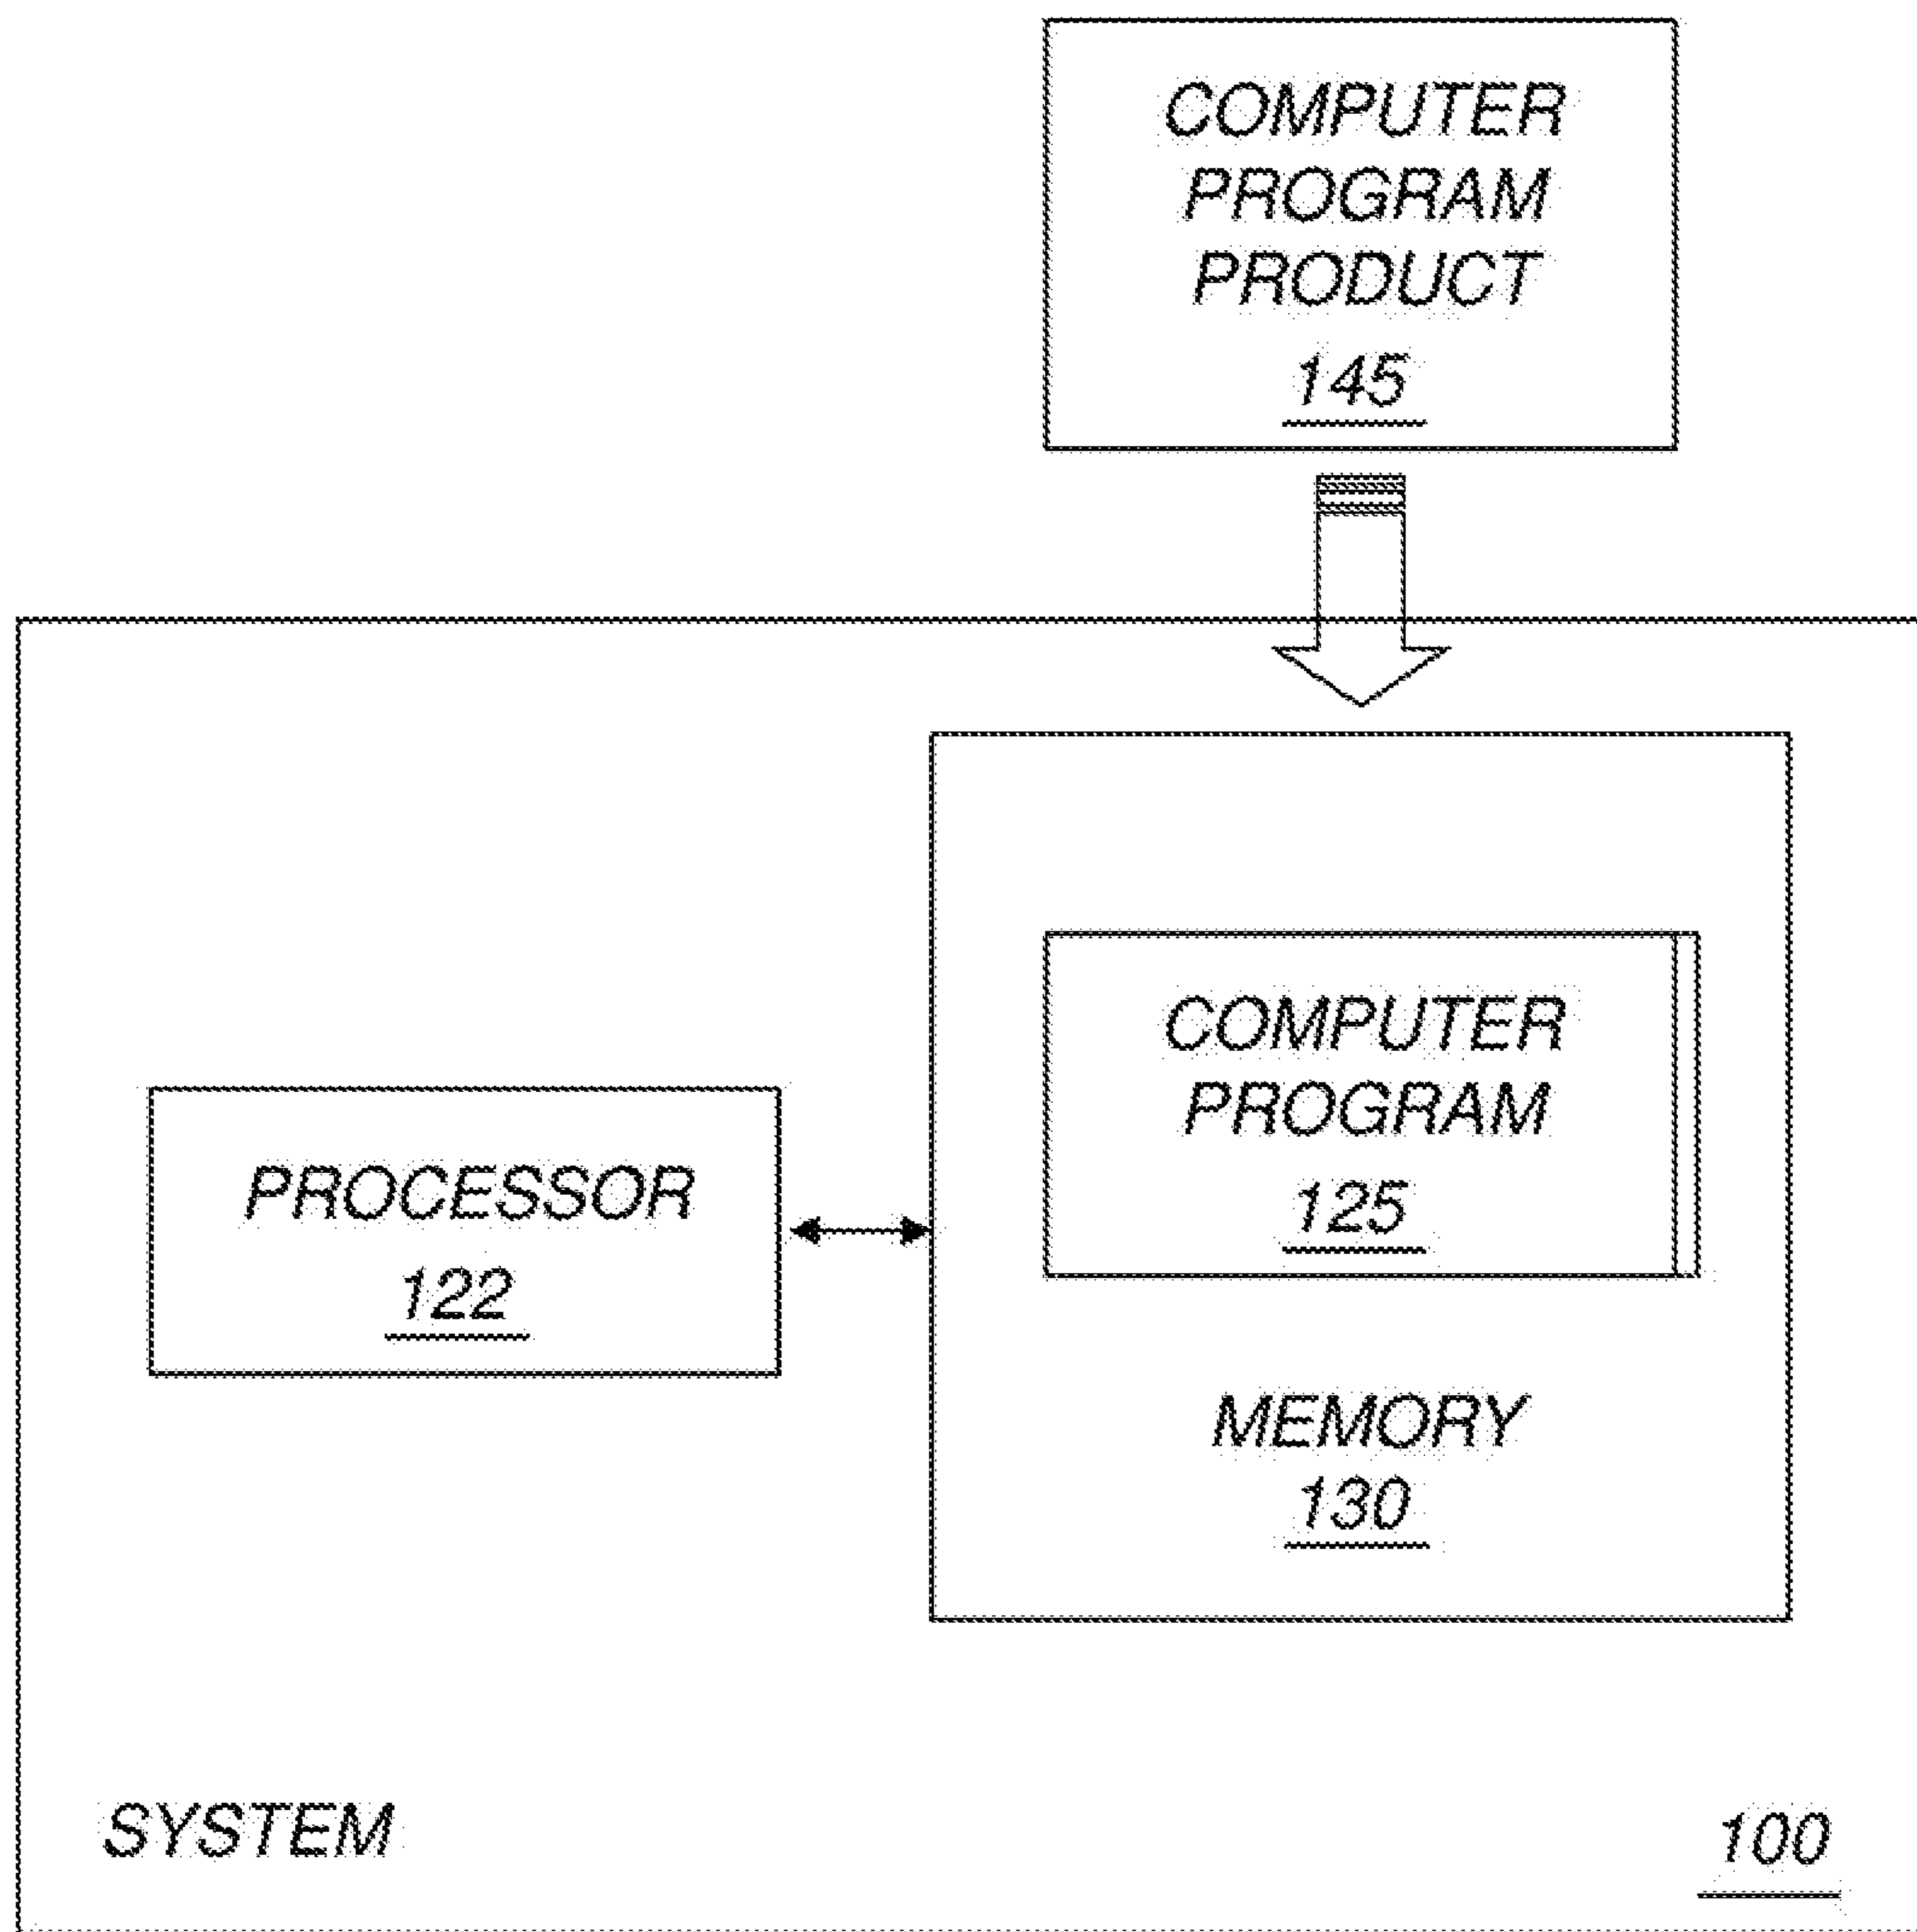 COMPUTER
PROGRAM
PRODUCT
145
COMPUTER
PROGRAM
125
PROCESSOR
122
MEMORY
130
SYSTEM
100